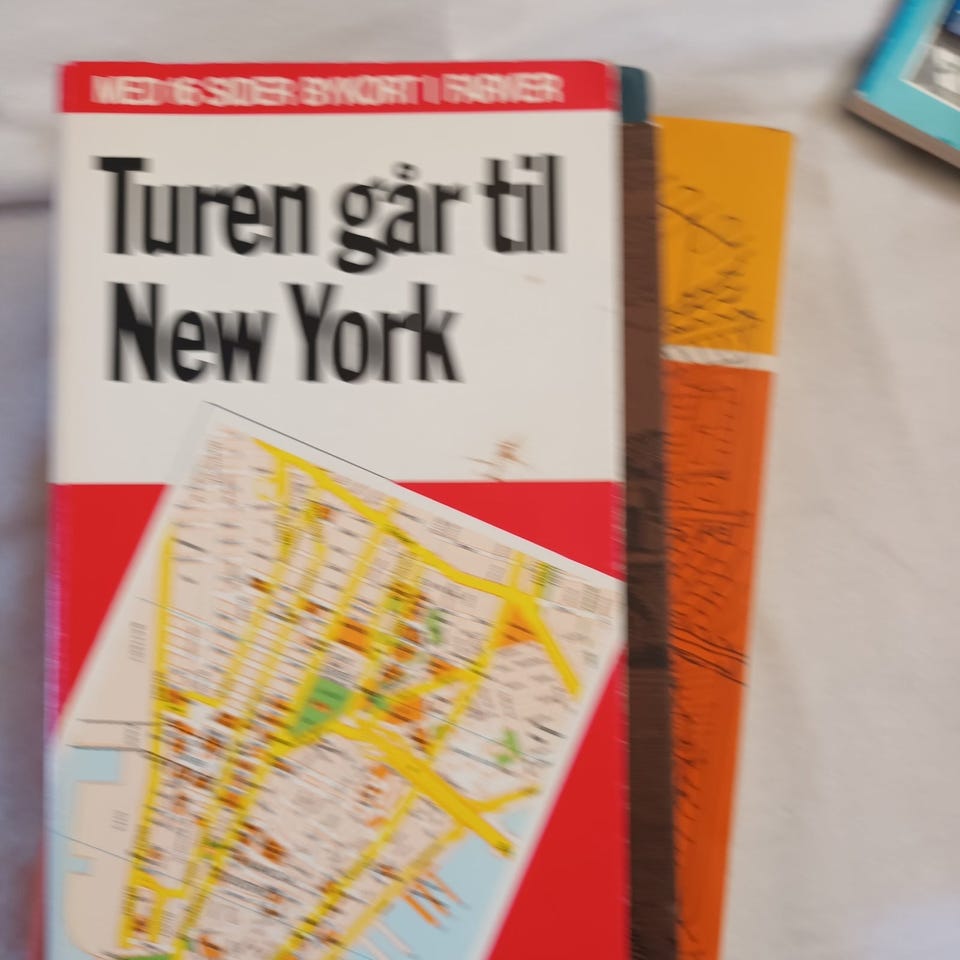 MED 16 SIDER BYKORT I FARVER
Turen går til
New York